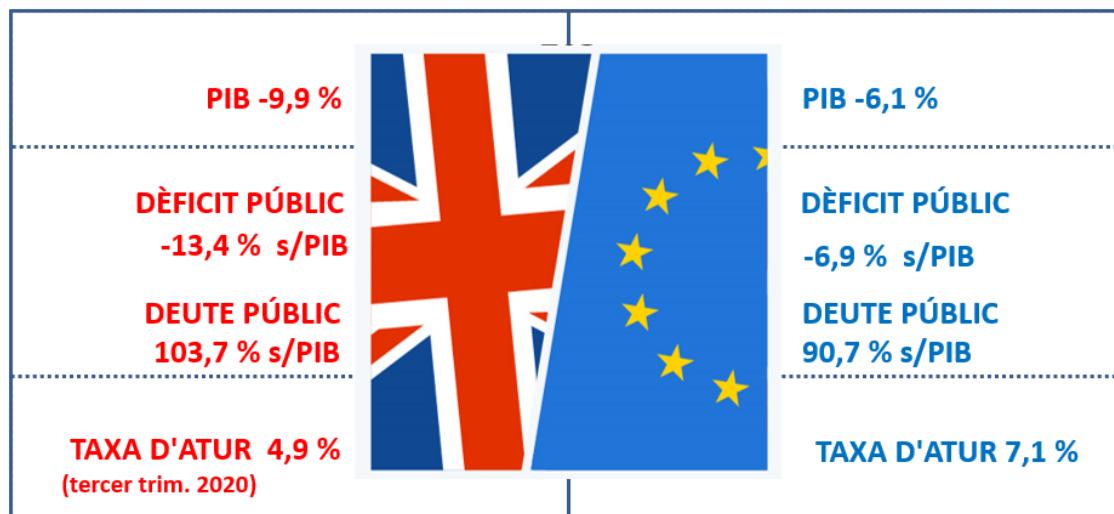 PIB -9,9 %
DÈFICIT PÚBLIC
-13,4 % s/PIB
DEUTE PÚBLIC
103,7 % s/PIB
TAXA D'ATUR 4,9 %
(tercer trim. 2020)
PIB -6,1 %
DÈFICIT PÚBLIC
-6,9 % s/PIB
DEUTE PÚBLIC
90,7 % s/PIB
TAXA D'ATUR 7,1 %